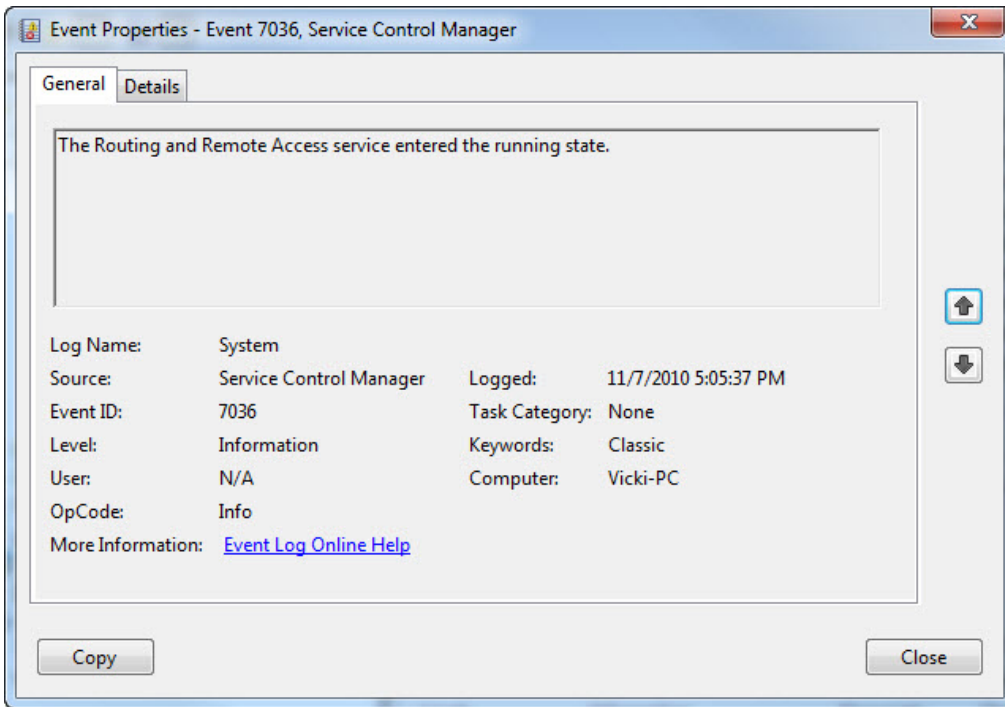 Event Properties - Event 7036, Service Control Manager
General Details
The Routing and Remote Access service entered the running state.
Log Name: System
Source: Service Control Manager Logged: 11/7/2010 5:05:37 PM
Event ID: 7036 Task Category: None
Level: Information Keywords: Classic
User: N/A Computer: Vicki-PC
OpCode: Info
More Information: Event Log Online Help
Copy Close